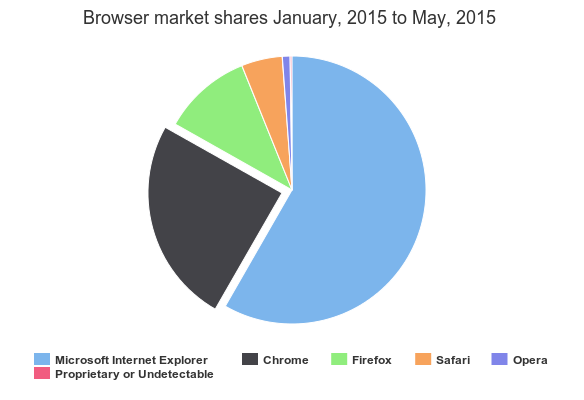 Browser market shares January, 2015 to May, 2015
Microsoft Internet Explorer Chrome Firefox Safari Opera
Proprietary or Undetectable